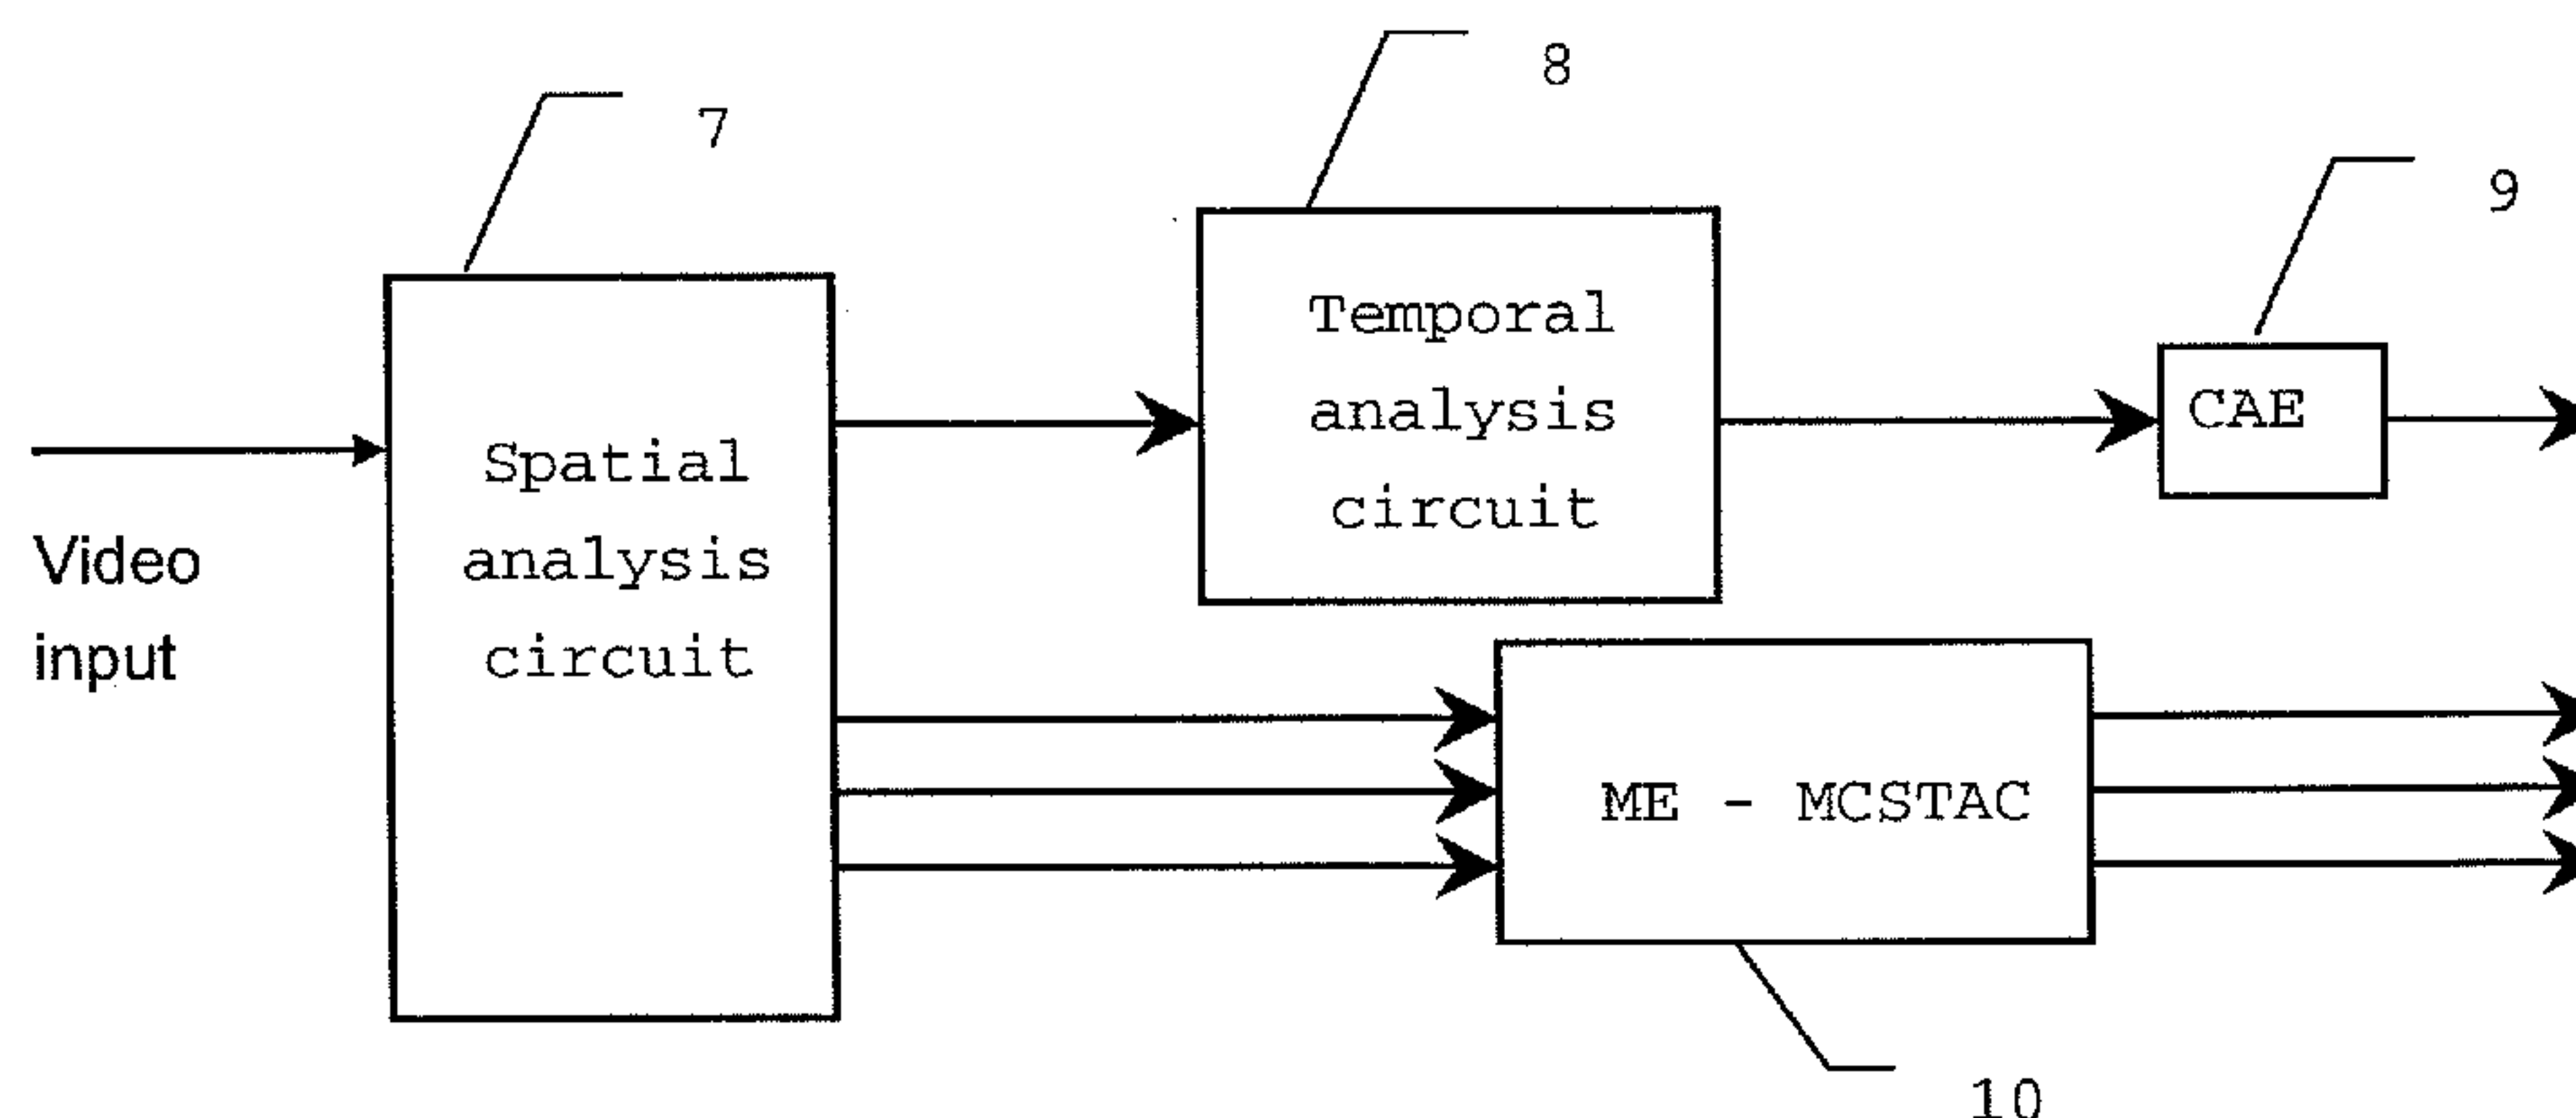 7
8
9
Video
input
Spatial
analysis
circuit
Temporal
analysis
circuit
CAE
ME - MCSTAC
10